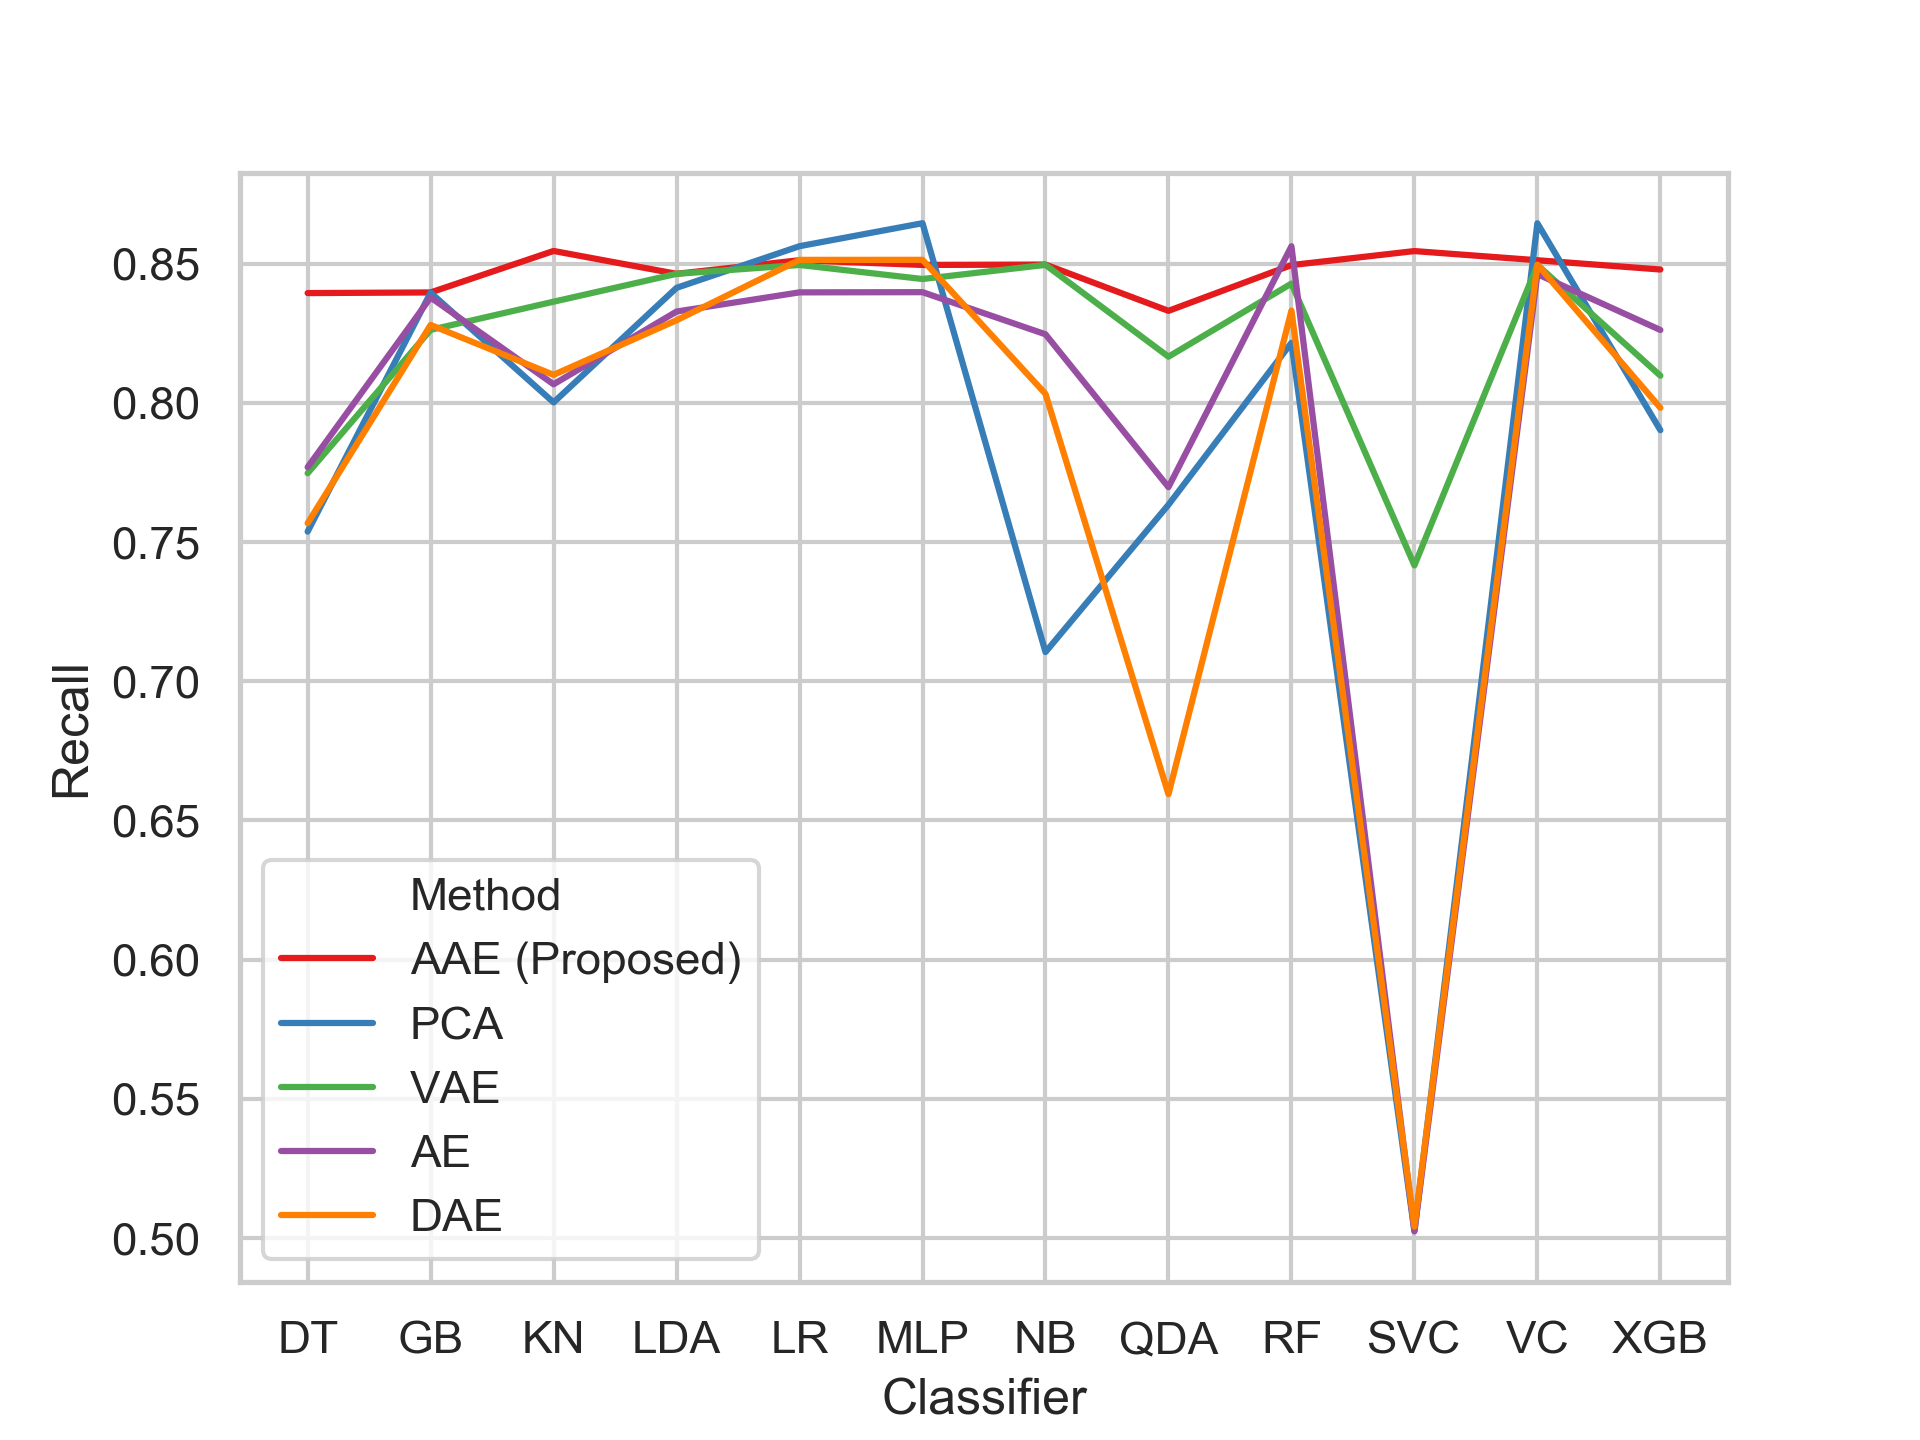 0.85
0.80
0.75
0.70
0.65
0.60
0.55
0.50
Recall
Method
AAE (Proposed)
PCA
VAE
AE
DAE
DT GB KN LDA LR MLP NB QDA RF SVC VC XGB
Classifier